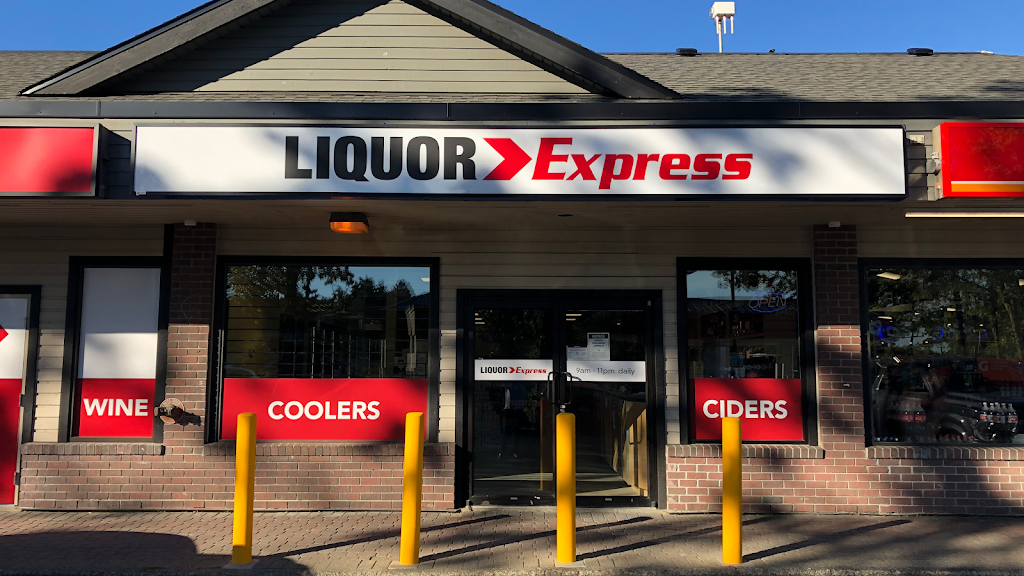 LIQUOR Express
OPEN
LIQUOR Express
9am - 11pm daily
WINE
COOLERS
CIDERS